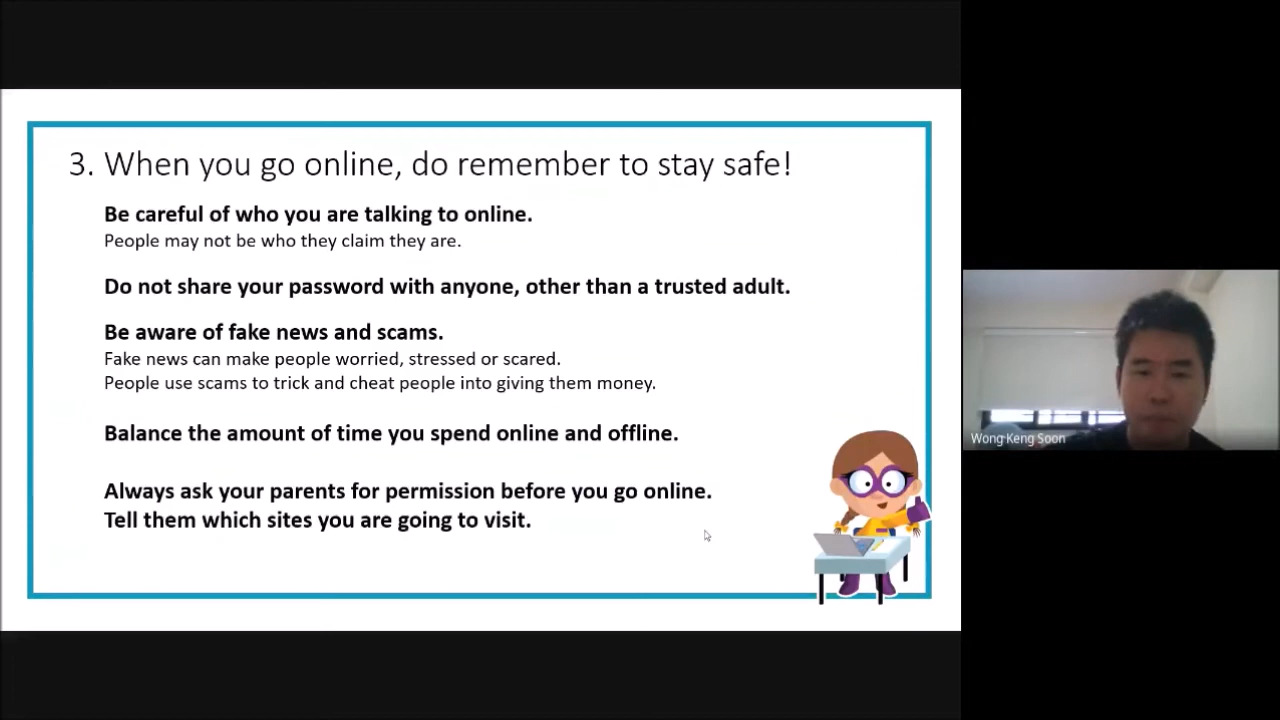 3. When you go online, do remember to stay safe!
Be careful of who you are talking to online.
People may not be who they claim they are.
Do not share your password with anyone, other than a trusted adult.
Be aware of fake news and scams.
Fake news can make people worried, stressed or scared.
People use scams to trick and cheat people into giving them money.
Balance the amount of time you spend online and offline.
Always ask your parents for permission before you go online.
Tell them which sites you are going to visit.
Wong Keng Soon